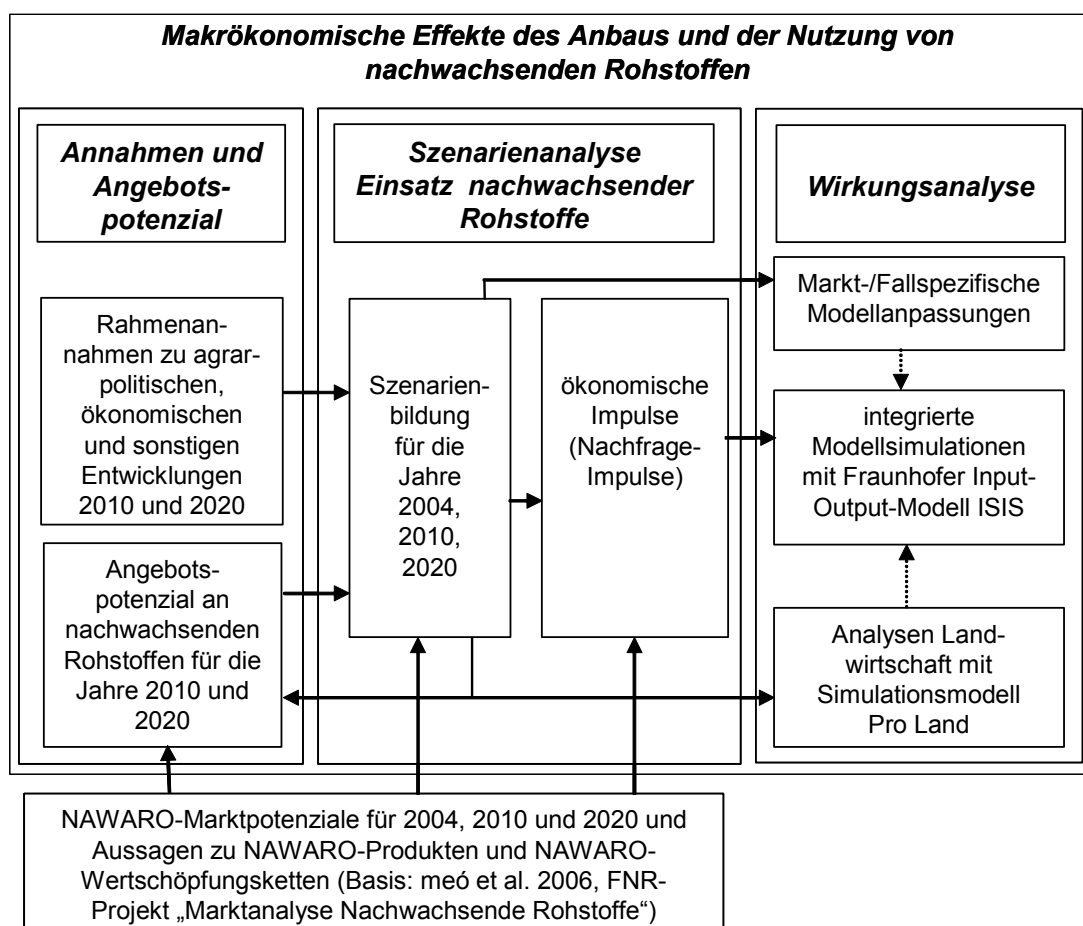 Makrökonomische Effekte des Anbaus und der Nutzung von
nachwachsenden Rohstoffen
Annahmen und
Angebots-
potenzial
Rahmenan-
nahmen zu agrar-
politischen,
ökonomischen
und sonstigen
Entwicklungen
2010 und 2020
Angebots-
potenzial an
nachwachsenden
Rohstoffen für die
Jahre 2010 und
2020
Szenarienanalyse
Einsatz nachwachsender
Rohstoffe
Szenarien-
bildung
für die
Jahre
2004,
2010,
2020
ökonomische
Impulse
(Nachfrage-
Impulse)
Wirkungsanalyse
Markt-/Fallspezifische
Modellanpassungen
integrierte
Modellsimulationen
mit Fraunhofer Input-
Output-Modell ISIS
Analysen Land-
wirtschaft mit
Simulationsmodell
Pro Land
NAWARO-Marktpotenziale für 2004, 2010 und 2020 und
Aussagen zu NAWARO-Produkten und NAWARO-
Wertschöpfungsketten (Basis: meó et al. 2006, FNR-
Projekt „Marktanalyse Nachwachsende Rohstoffe“)